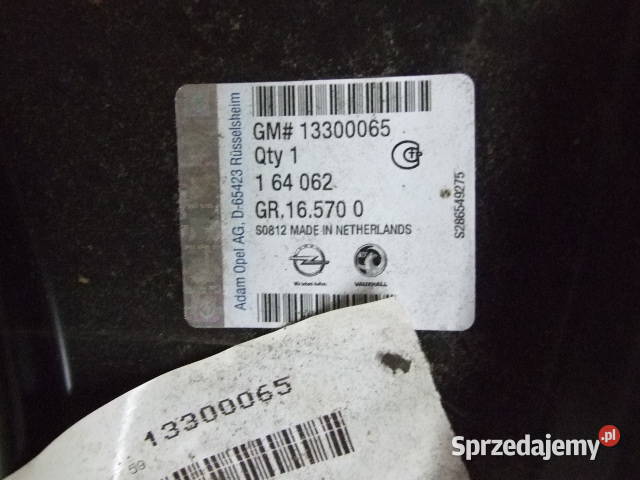 Adam Opel AG, D-65423 Rüsselsheim
GM# 13300065
Qty 1
1 64 062
GR,16.570 0
S0812 MADE IN NETHERLANDS
S286549275
VAUXHALL
13300065
59
Sprzedajemy.pl